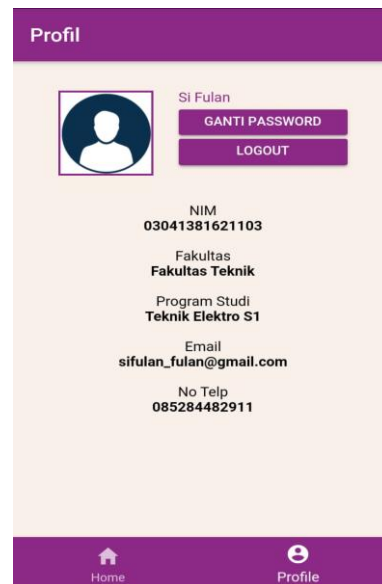 Profil
Si Fulan
GANTI PASSWORD
LOGOUT
NIM
03041381621103
Fakultas
Fakultas Teknik
Program Studi
Teknik Elektro S1
Email
sifulan_fulan@gmail.com
No Telp
085284482911
Home
Profile